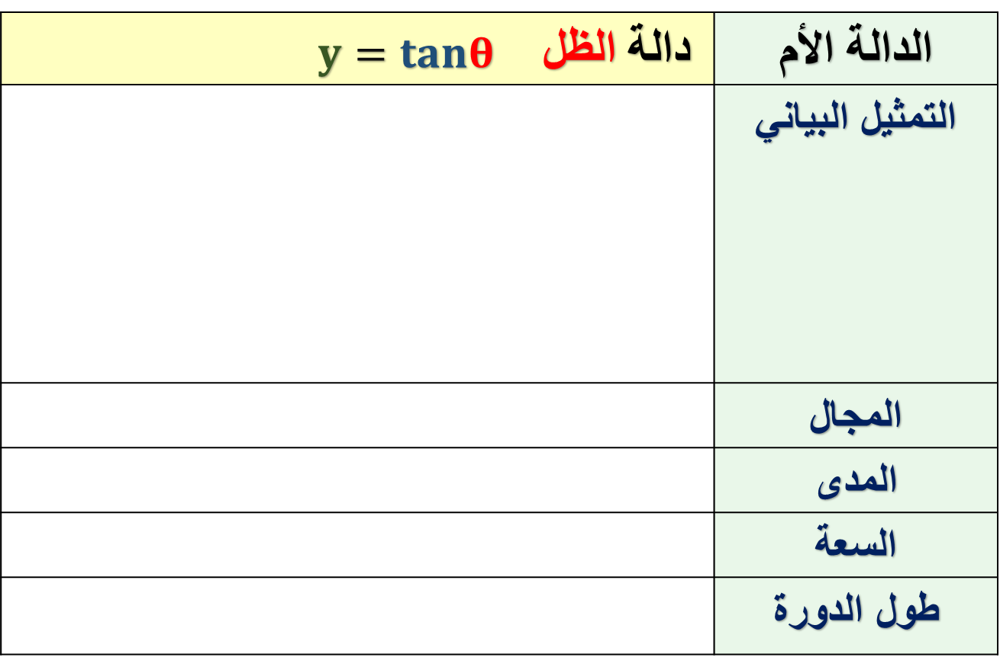 الدالة الأم
دالة الظل y = tanθ
التمثيل البياني
المجال
المدى
السعة
طول الدورة